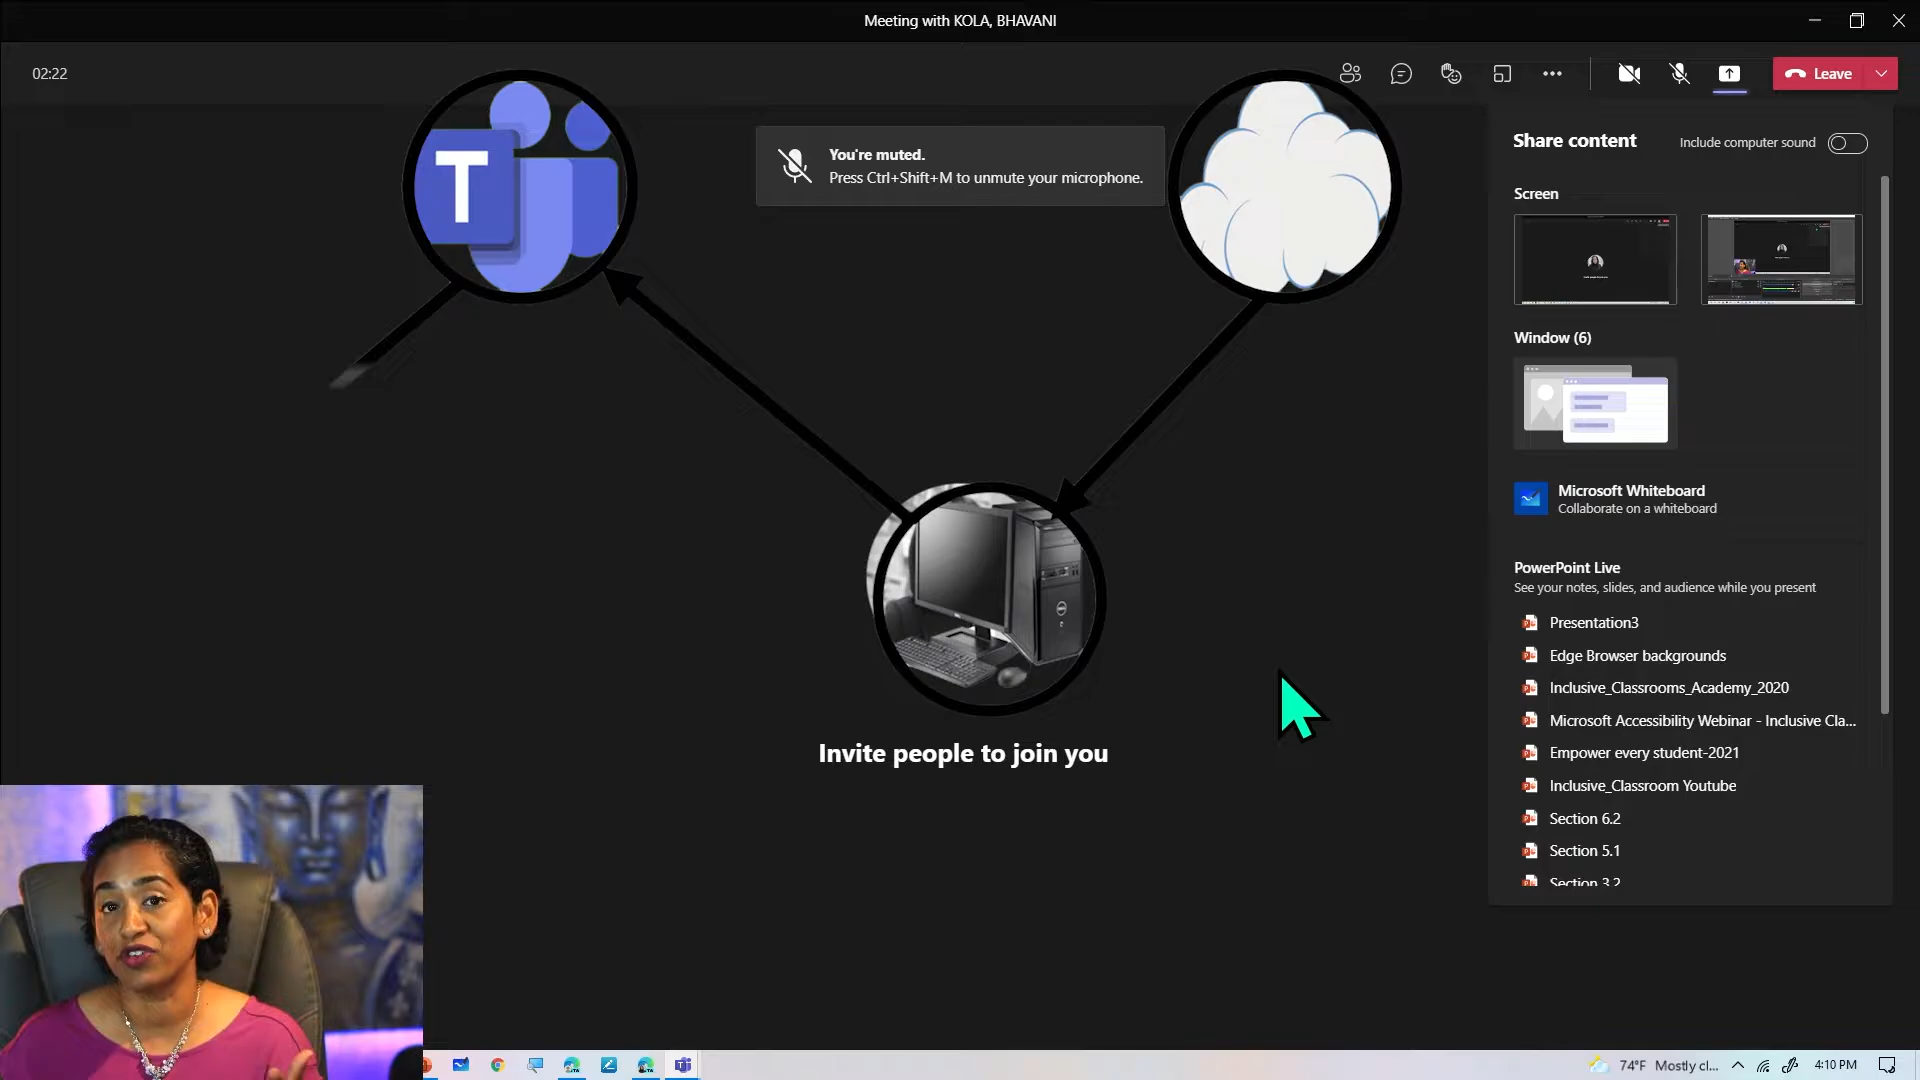 Meeting with KOLA, BHAVANI
02:22
Leave
T
You're muted.
Press Ctrl+Shift+M to unmute your microphone.
Share content
Include computer sound
Screen
Window (6)
Microsoft Whiteboard
Collaborate on a whiteboard
PowerPoint Live
See your notes, slides, and audience while you present
Presentation3
Edge Browser backgrounds
Inclusive_Classrooms_Academy_2020
Microsoft Accessibility Webinar - Inclusive Cla...
Empower every student-2021
Inclusive_Classroom Youtube
Section 6.2
Section 5.1
Section 3.2
Invite people to join you
74°F Mostly cl...
4:10 PM